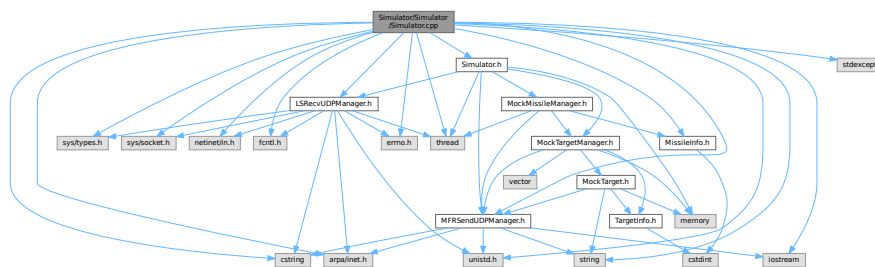 Simulator/Simulator
/Simulator.cpp
Simulator.h
stdexcept
LSRecvUDPManager.h
MockMissileManager.h
sys/types.h
sys/socket.h
netinet/in.h
fcntl.h
errno.h
thread
MockTargetManager.h
MissileInfo.h
vector
MockTarget.h
MFRSendUDPManager.h
TargetInfo.h
memory
cstring
arpa/inet.h
unistd.h
string
cstdint
iostream